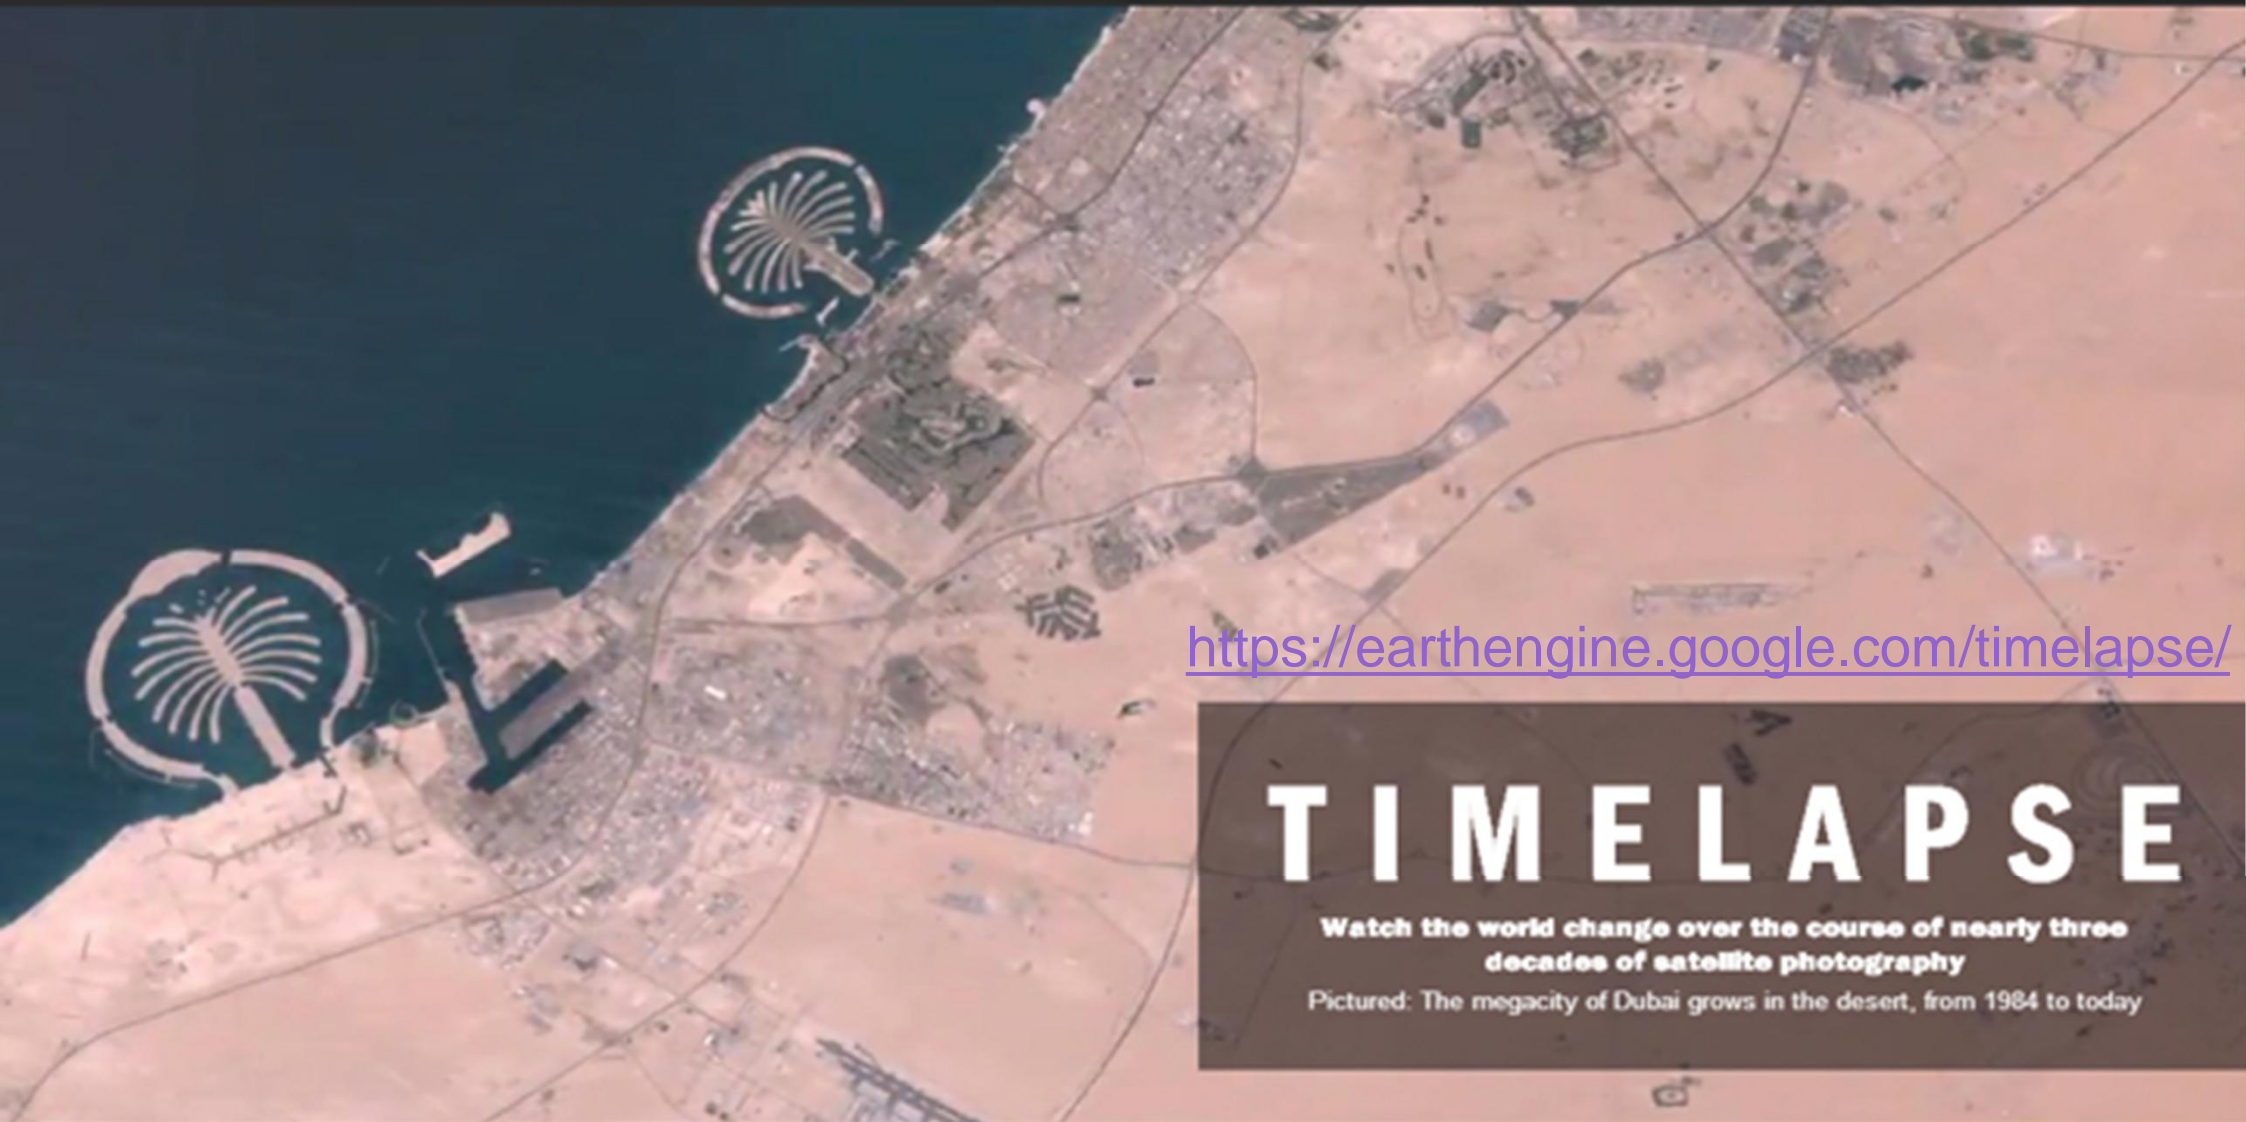 https://earthengine.google.com/timelapse/
TIMELAPSE
Watch the world change over the course of nearly three
decades of satellite photography
Pictured: The megacity of Dubai grows in the desert, from 1984 to today